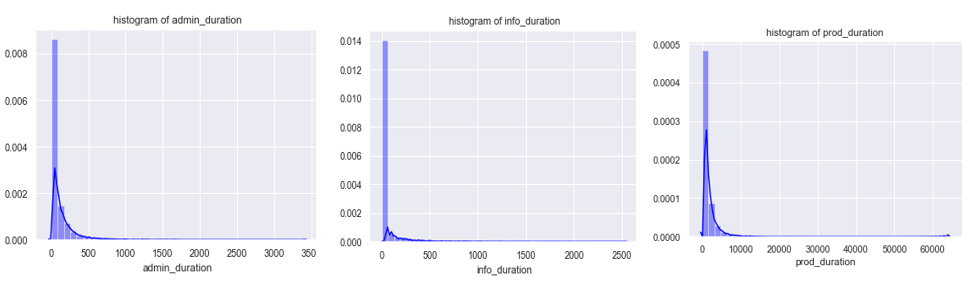 histogram of admin_duration
0.008
0.006
0.004
0.002
0.000
0 500 1000 1500 2000 2500 3000 350
admin_duration
histogram of info_duration
0.014
0.012
0.010
0.008
0.006
0.004
0.002
0.000
0 500 1000 1500 2000 2500
info_duration
histogram of prod_duration
0.0005
0.0004
0.0003
0.0002
0.0001
0.0000
0 10000 20000 30000 40000 50000 60000
prod_duration